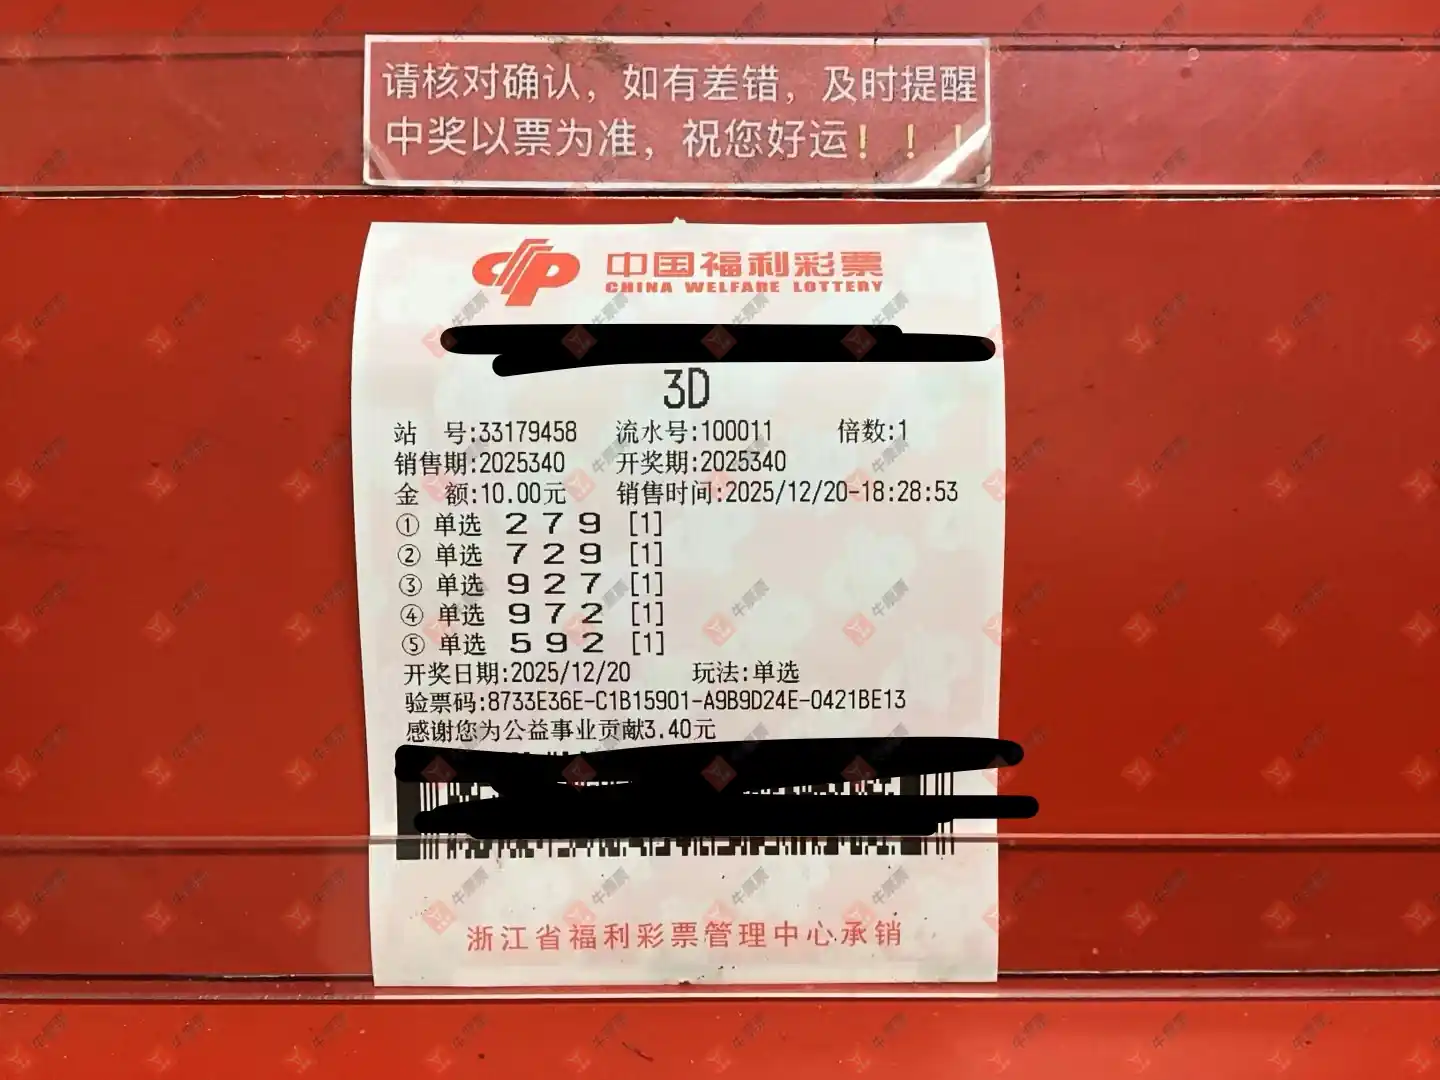 请核对确认，如有差错，及时提醒
中奖以票为准，祝您好运！！！
中国福利彩票
CHINA WELFARE LOTTERY
3D
站 号:33179458 流水号:100011 倍数:1
销售期:2025340 开奖期:2025340
金 额:10.00元 销售时间:2025/12/20-18:28:53
① 单选 2 7 9 [1]
② 单选 7 2 9 [1]
③ 单选 9 2 7 [1]
④ 单选 9 7 2 [1]
⑤ 单选 5 9 2 [1]
开奖日期:2025/12/20 玩法:单选
验票码:8733E36E-C1B15901-A9B9D24E-0421BE13
感谢您为公益事业贡献3.40元
浙江省福利彩票管理中心承销